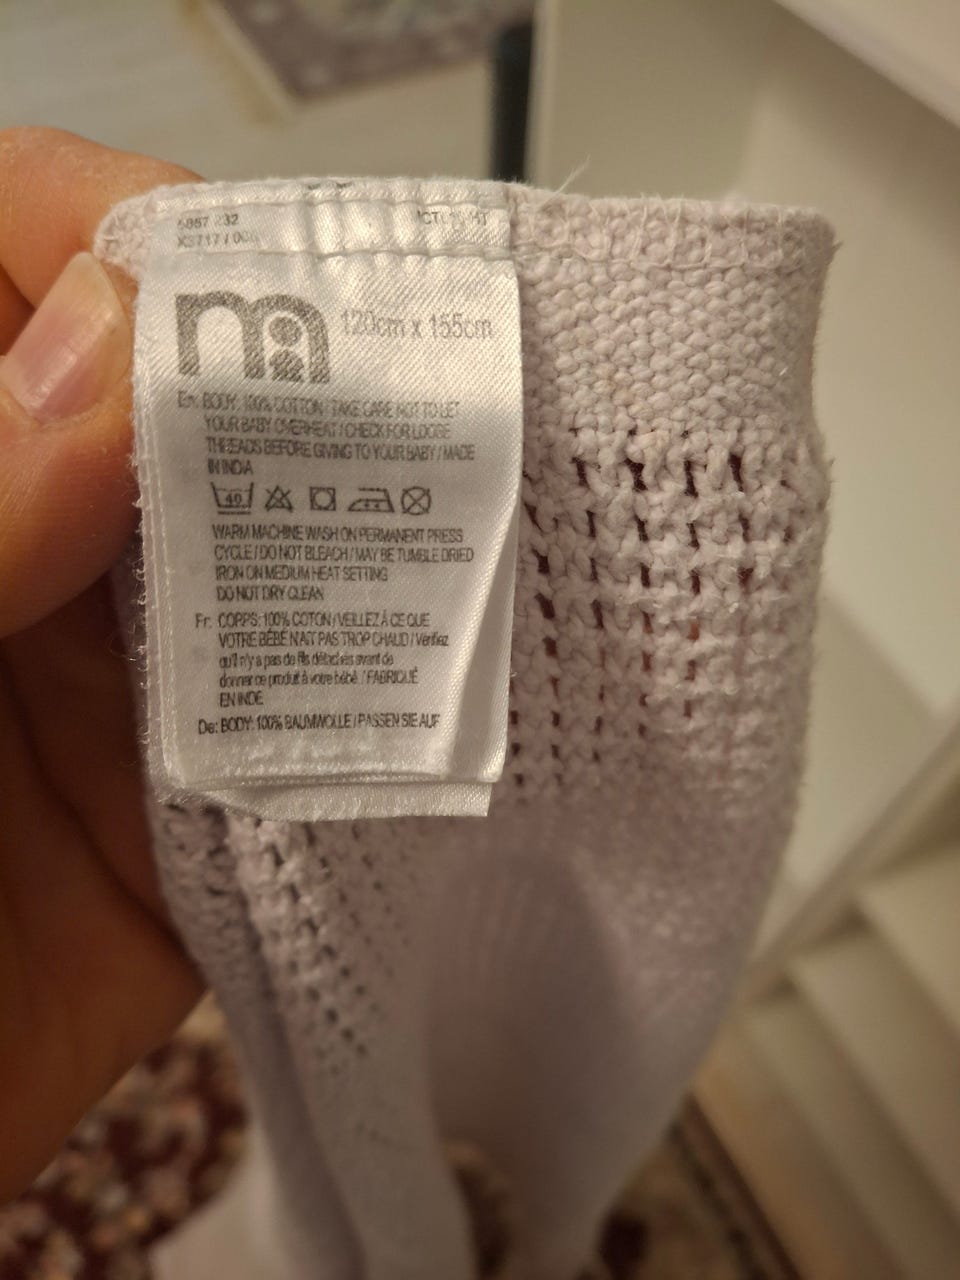 120cm x 155cm
En: BODY: 100% COTTON / TAKE CARE NOT TO LET
YOUR BABY OVERHEAT / CHECK FOR LOOSE
THREADS BEFORE GIVING TO YOUR BABY / MADE
IN INDIA
40
WARM MACHINE WASH ON PERMANENT PRESS
CYCLE / DO NOT BLEACH / MAY BE TUMBLE DRIED
IRON ON MEDIUM HEAT SETTING
DO NOT DRY CLEAN
Fr: CORPS: 100% COTON / VEILLEZ À CE QUE
VOTRE BÉBÉ N'AIT PAS TROP CHAUD / Vérifiez
qu'il n'y a pas de fils détachés avant de
donner ce produit à votre bébé. / FABRIQUÉ
EN INDE
De: BODY: 100% BAUMWOLLE / PASSEN SIE AUF